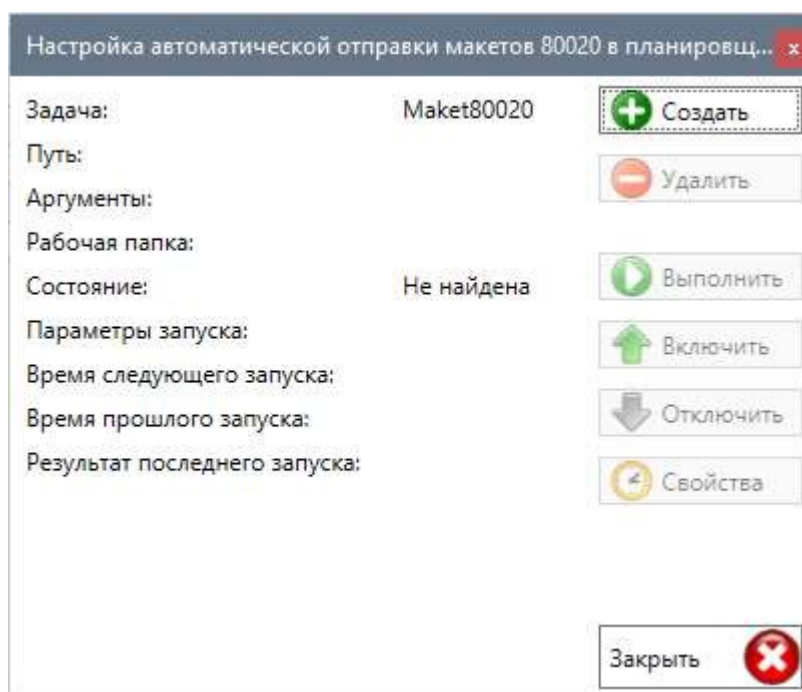 Настройка автоматической отправки макетов 80020 в планировщ... x
Задача: Maket80020
Создать
Путь:
Удалить
Аргументы:
Рабочая папка:
Состояние: Не найдена
Выполнить
Параметры запуска:
Включить
Время следующего запуска:
Время прошлого запуска:
Отключить
Результат последнего запуска:
Свойства
Закрыть